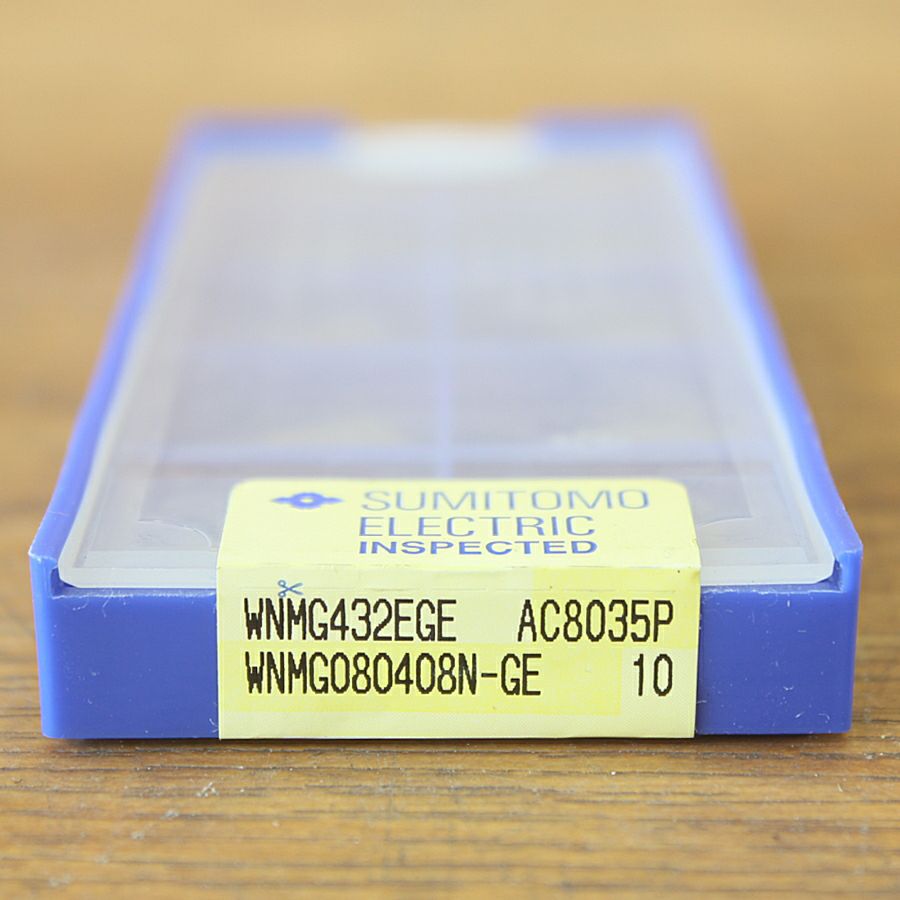 SUMITOMO
ELECTRIC
INSPECTED
WNMG432EGE AC8035P
WNMG080408N-GE 10